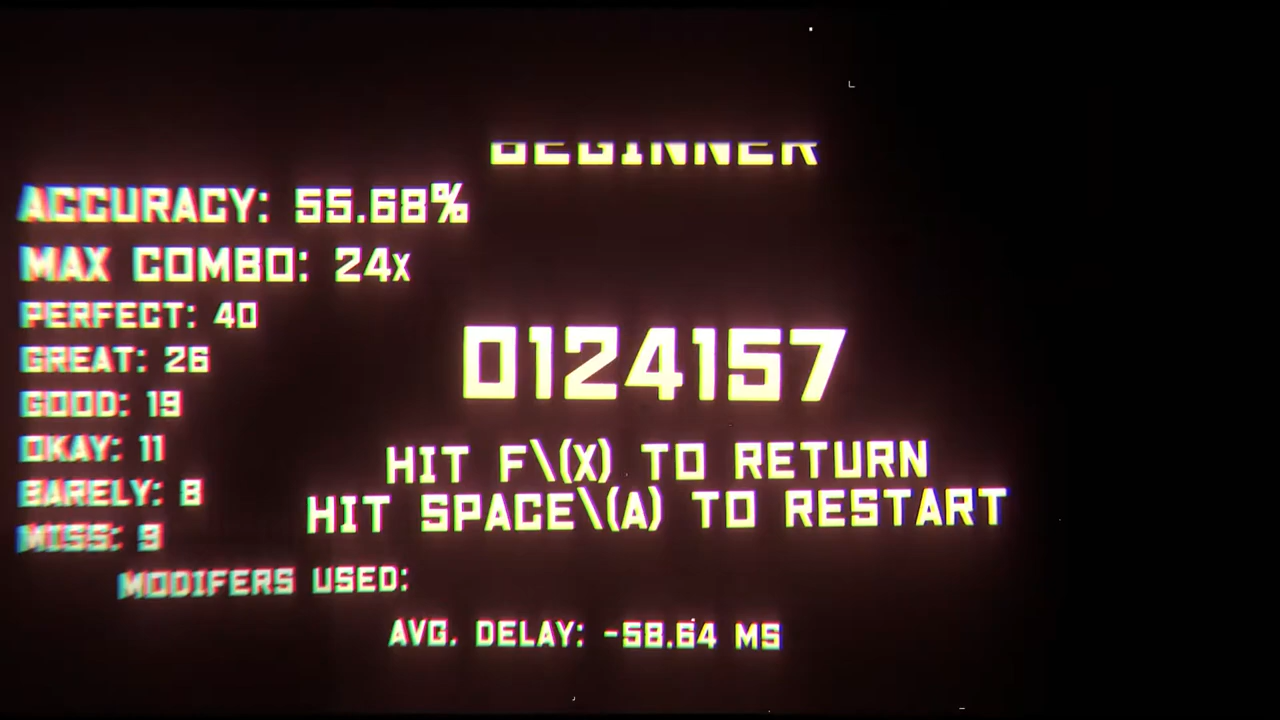 BEGINNER
ACCURACY: 55.68%
MAX COMBO: 24x
PERFECT: 40
GREAT: 26
GOOD: 19
OKAY: 11
BARELY: 8
MISS: 9
0124157
HIT F\(X) TO RETURN
HIT SPACE\(A) TO RESTART
MODIFERS USED:
AVG. DELAY: -58.64 MS